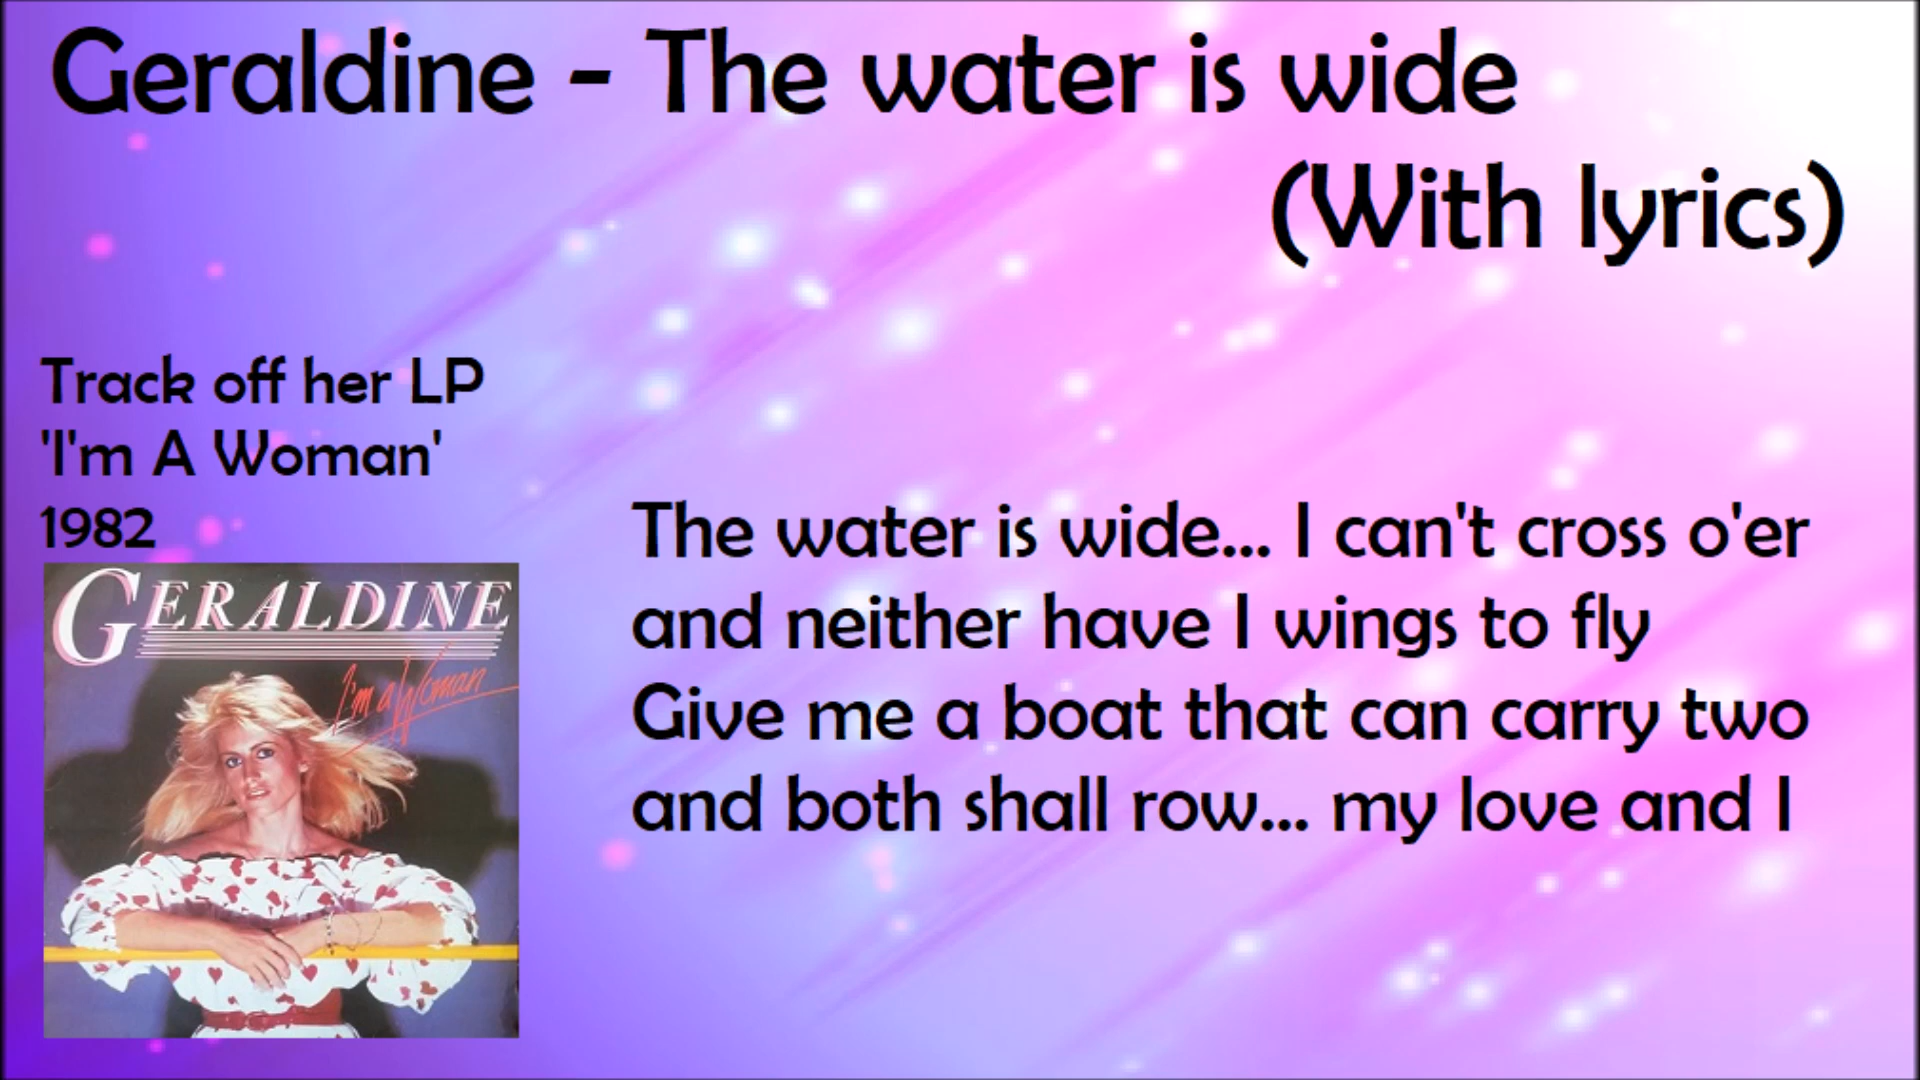 Geraldine - The water is wide
(With lyrics)
Track off her LP
'I'm A Woman'
1982
GERALDINE
I'm a Woman
The water is wide... I can't cross o'er
and neither have I wings to fly
Give me a boat that can carry two
and both shall row... my love and I